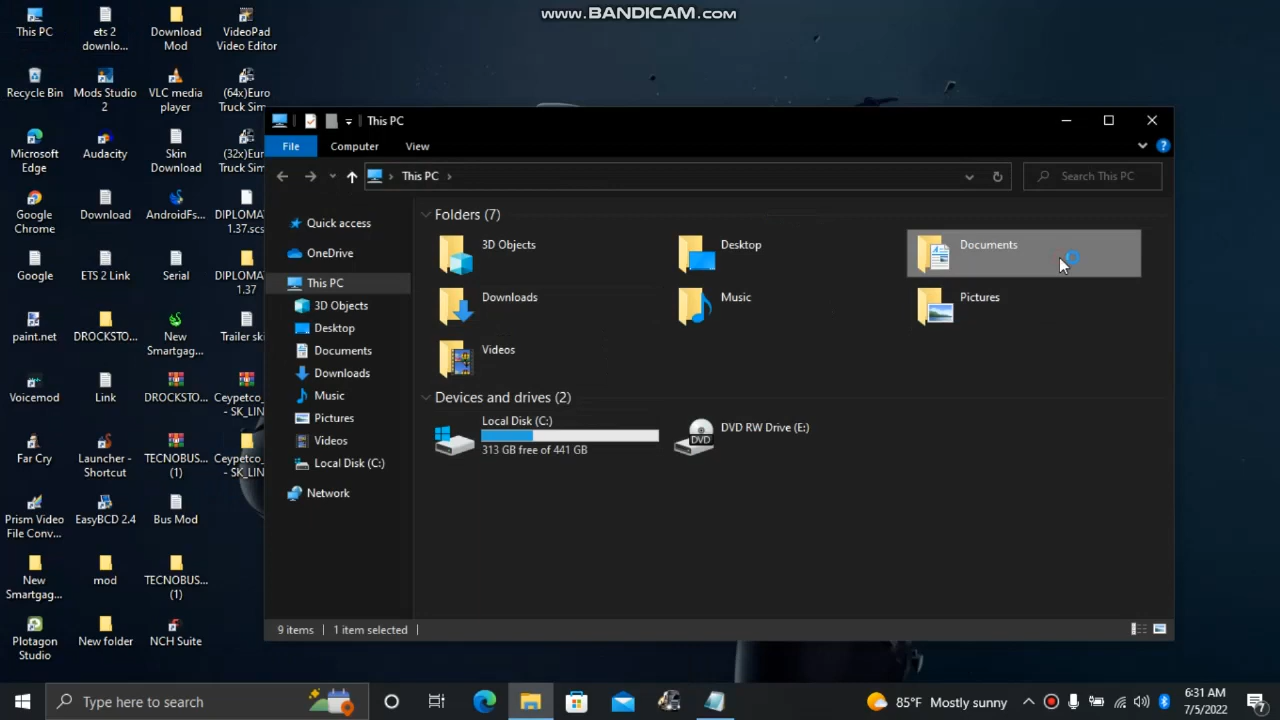 www.BANDICAM.com
This PC
ets 2
downlo...
Download
Mod
VideoPad
Video Editor
Recycle Bin
Mods Studio
2
VLC media
player
(64x)Euro
Truck Sim...
Microsoft
Edge
Audacity
Skin
Download
(32x)Eur
Truck S
Google
Chrome
Download
AndroidFs
DIPLOMA
1.37.scs
Google
ETS 2 Link
Serial
DIPLOMA
1.37
paint.net
DROCKSTO...
New
Smartgag...
Trailer ski
Voicemod
Link
DROCKSTO...
Ceypetco_
- SK_LIN
Far Cry
Launcher -
Shortcut
TECNOBUS...
(1)
Ceypetco_
- SK_LIN
Prism Video
File Conv...
EasyBCD 2.4
Bus Mod
New
Smartgag...
mod
TECNOBUS...
(1)
Plotagon
Studio
New folder
NCH Suite
This PC
File
Computer
View
This PC
Search This PC
Quick access
OneDrive
This PC
3D Objects
Desktop
Documents
Downloads
Music
Pictures
Videos
Local Disk (C:)
Network
Folders (7)
3D Objects
Desktop
Documents
Downloads
Music
Pictures
Videos
Devices and drives (2)
Local Disk (C:)
313 GB free of 441 GB
DVD
DVD RW Drive (E:)
9 items
1 item selected
Type here to search
85°F Mostly sunny
6:31 AM
7/5/2022
7